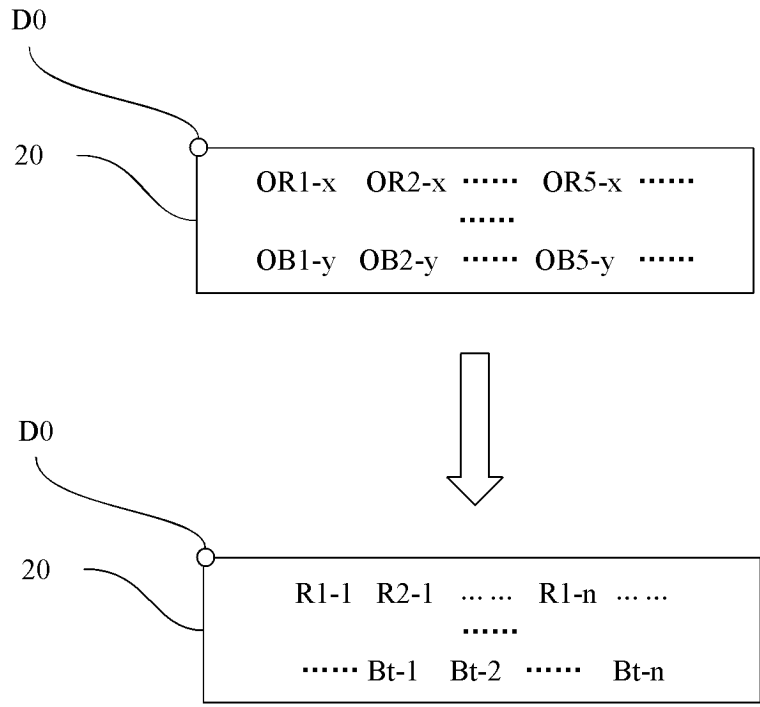 D0
20
OR1-x OR2-x ...... OR5-x ......
......
OB1-y OB2-y ...... OB5-y ......
D0
20
R1-1 R2-1 ... ... R1-n ... ...
......
...... Bt-1 Bt-2 ...... Bt-n